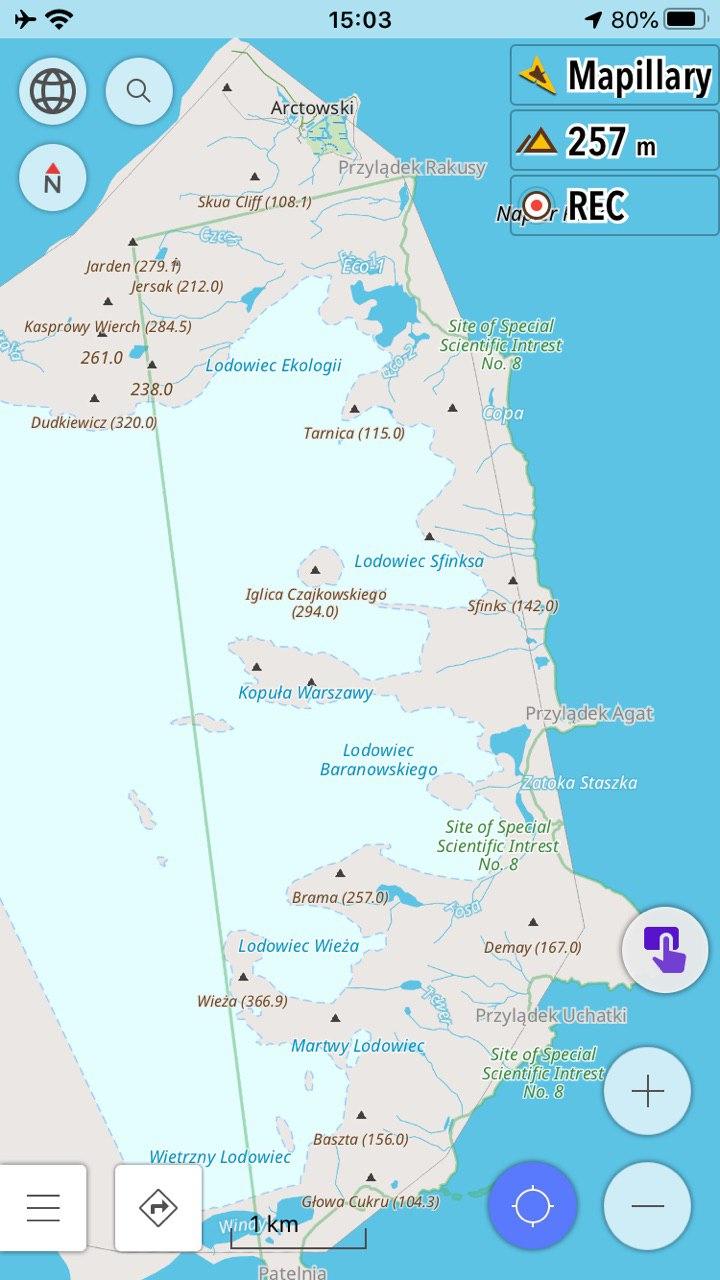 15:03
80%
Mapillary
257 m
REC
Arctowski
Przylądek Rakusy
Skua Cliff (108.1)
Czech
Jarden (279.1)
Jersak (212.0)
Eco-1
Kasprowy Wierch (284.5)
Site of Special
Scientific Intrest
No. 8
261.0
Lodowiec Ekologii
Eco-2
238.0
Dudkiewicz (320.0)
Copa
Tarnica (115.0)
Lodowiec Sfinksa
Iglica Czajkowskiego
(294.0)
Sfinks (142.0)
Kopuła Warszawy
Przylądek Agat
Lodowiec
Baranowskiego
Zatoka Staszka
Site of Special
Scientific Intrest
No. 8
Brama (257.0)
Zosa
Lodowiec Wieża
Demay (167.0)
Wieża (366.9)
Przylądek Uchatki
Martwy Lodowiec
Site of Special
Scientific Intrest
No. 8
Baszta (156.0)
Wietrzny Lodowiec
Głowa Cukru (104.3)
Windy
1 km
Patelnia
N